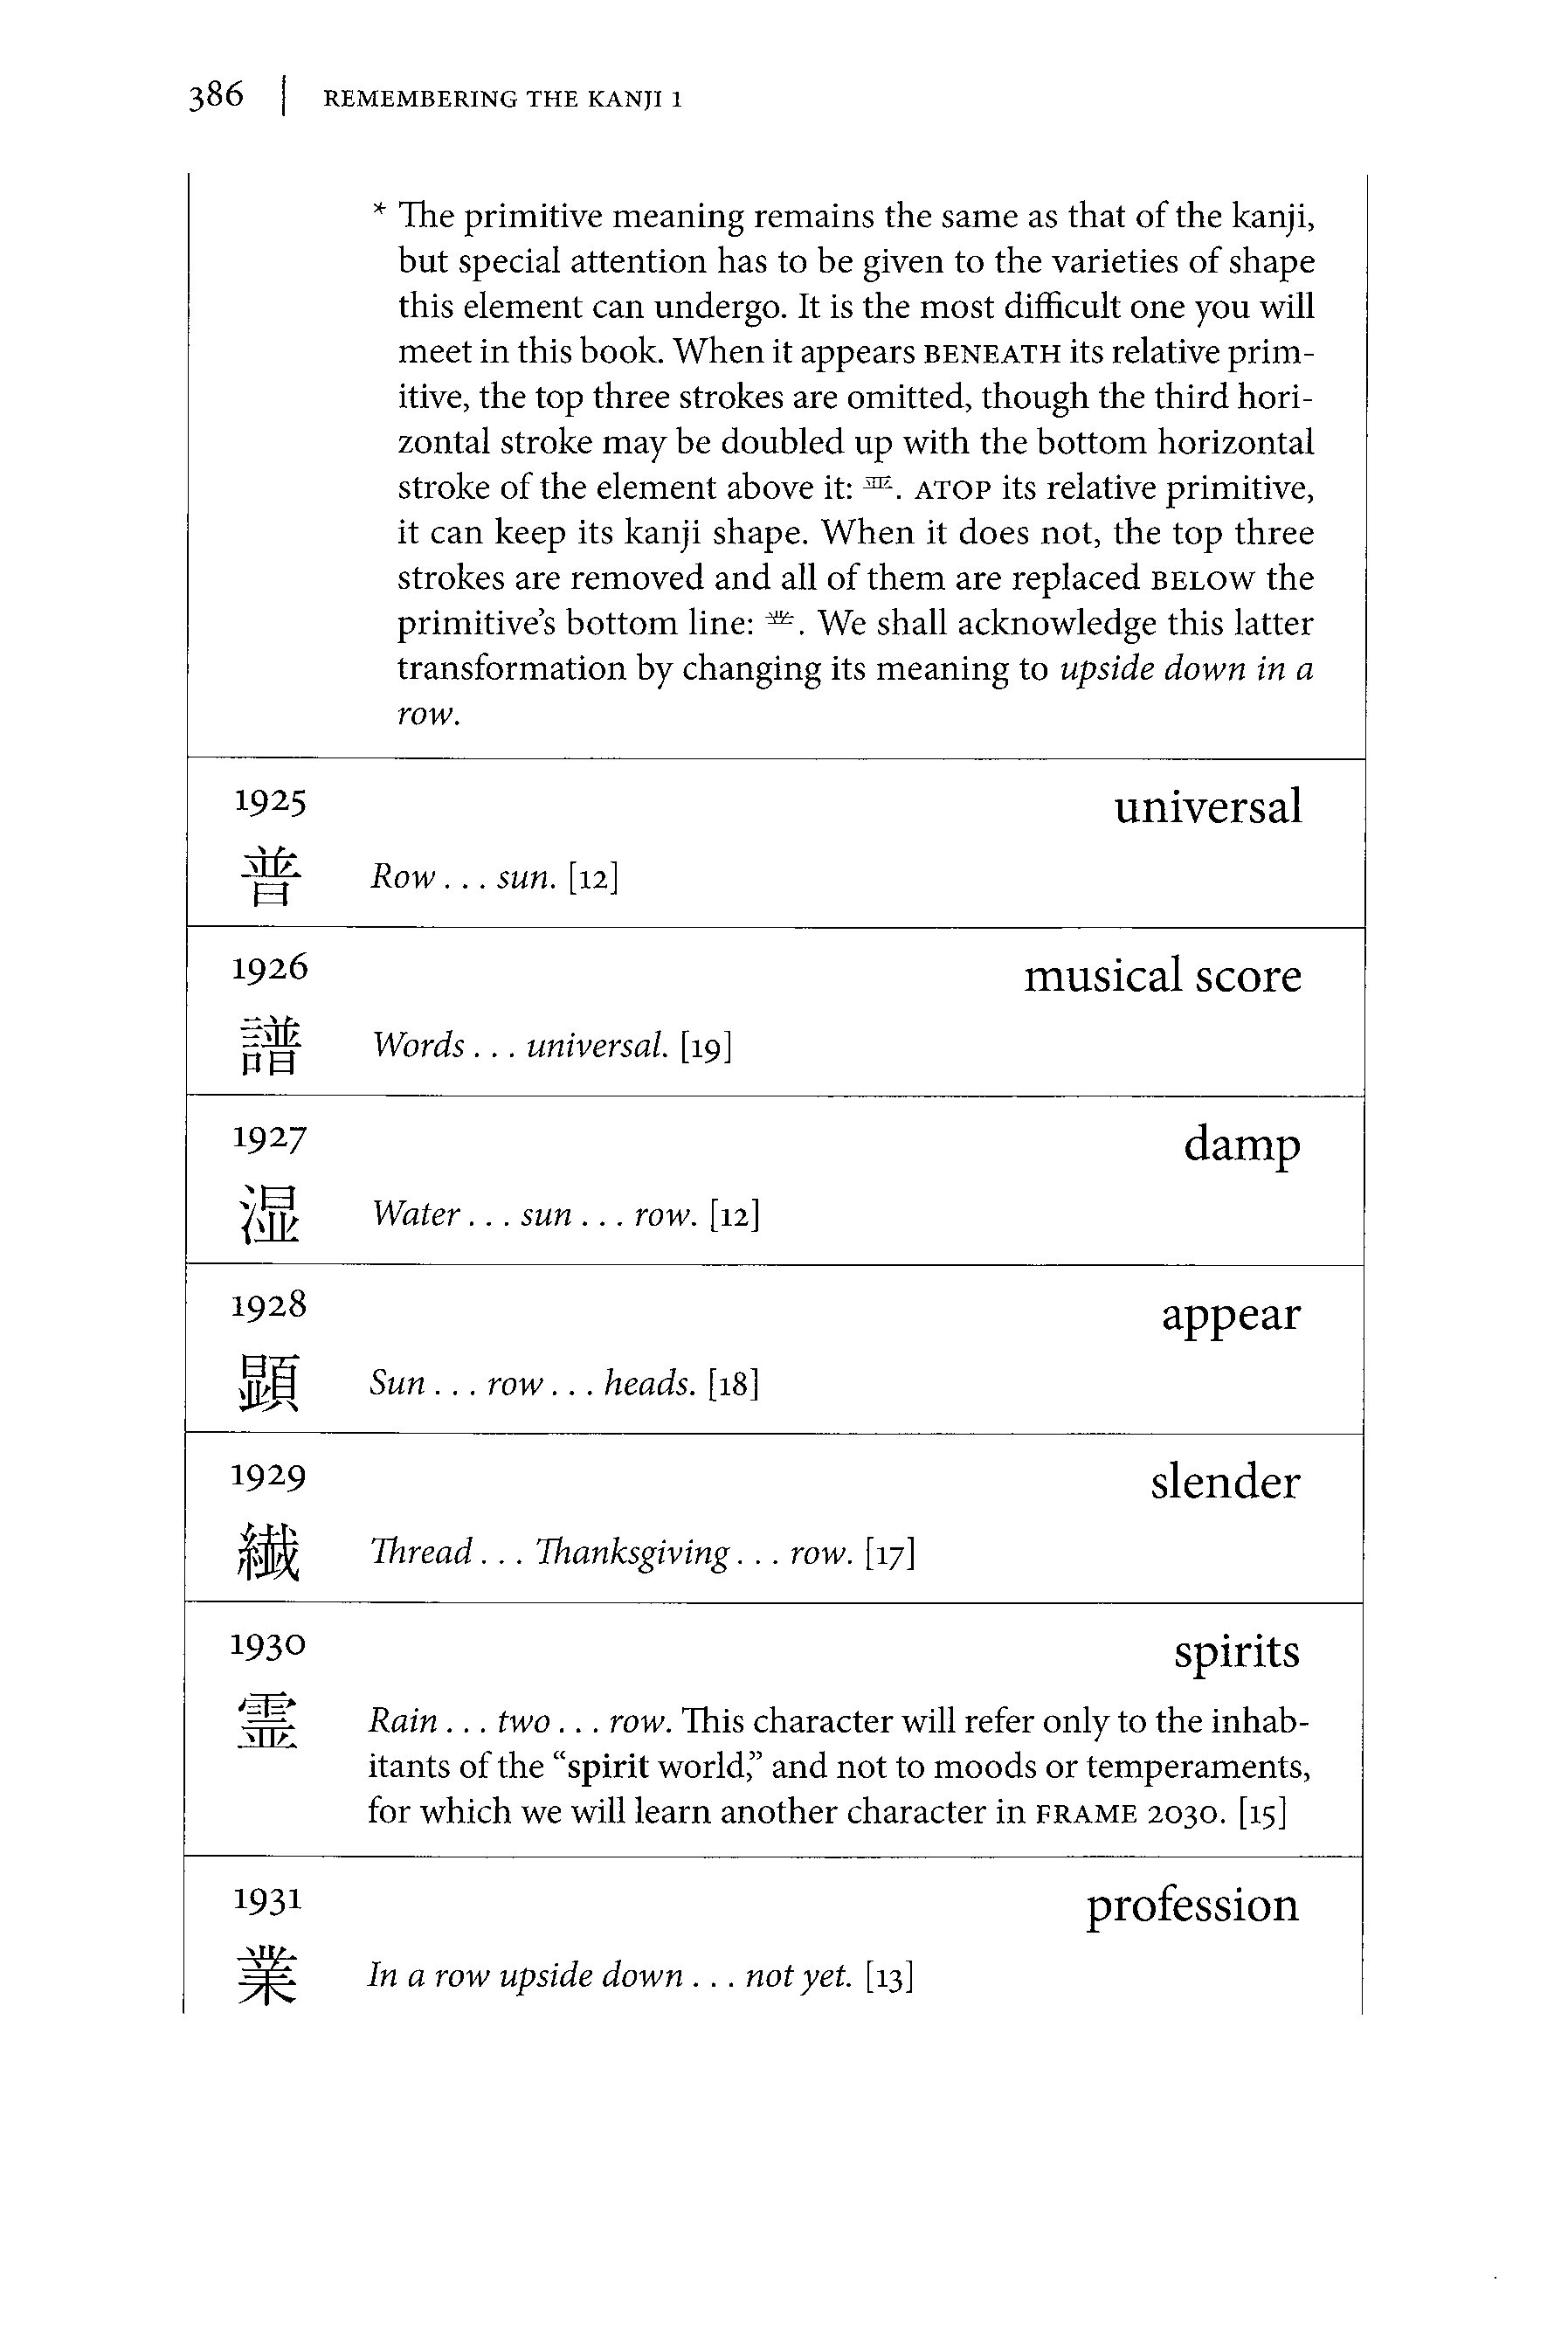 386 | REMEMBERING THE KANJI 1
* The primitive meaning remains the same as that of the kanji,
but special attention has to be given to the varieties of shape
this element can undergo. It is the most difficult one you will
meet in this book. When it appears BENEATH its relative prim-
itive, the top three strokes are omitted, though the third hori-
zontal stroke may be doubled up with the bottom horizontal
stroke of the element above it: . ATOP its relative primitive,
it can keep its kanji shape. When it does not, the top three
strokes are removed and all of them are replaced BELOW the
primitive's bottom line: . We shall acknowledge this latter
transformation by changing its meaning to upside down in a
row.
1925 universal
普 Row . . . sun. [12]
1926 musical score
譜 Words . . . universal. [19]
1927 damp
湿 Water . . . sun . . . row. [12]
1928 appear
顕 Sun . . . row . . . heads. [18]
1929 slender
繊 Thread . . . Thanksgiving . . . row. [17]
1930 spirits
霊 Rain . . . two . . . row. This character will refer only to the inhab-
itants of the “spirit world,” and not to moods or temperaments,
for which we will learn another character in FRAME 2030. [15]
1931 profession
業 In a row upside down . . . not yet. [13]